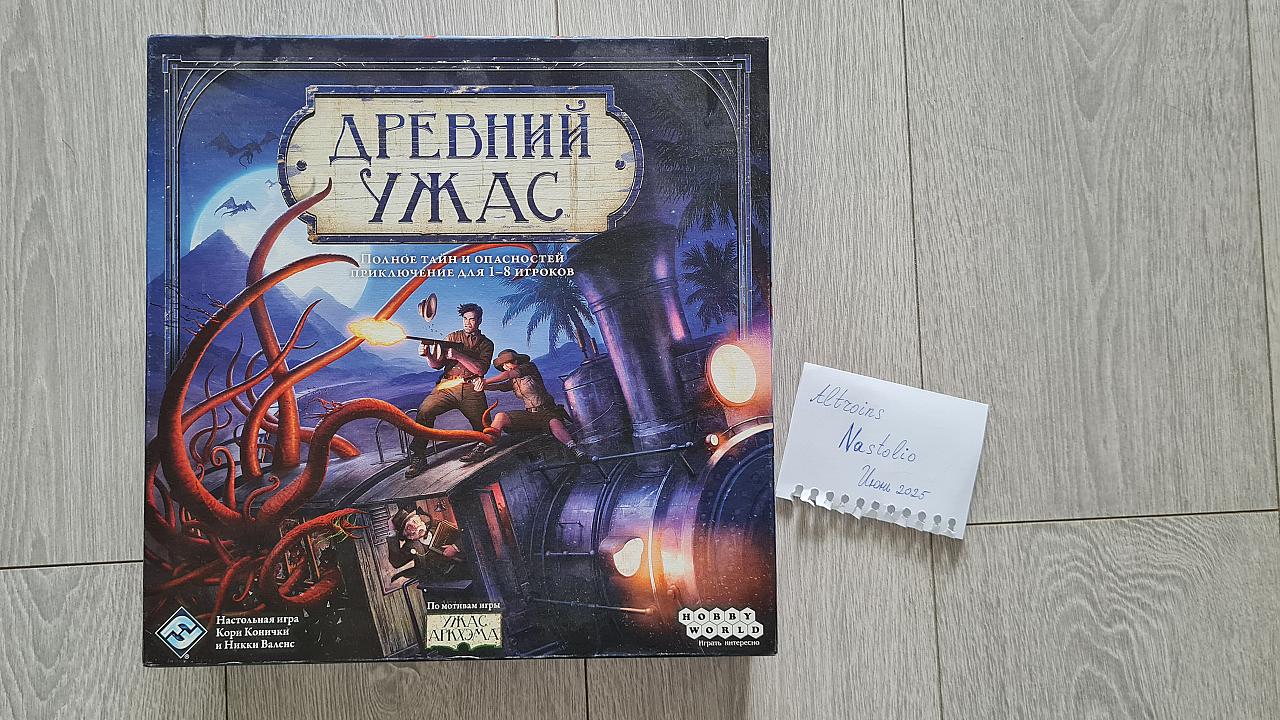 ДРЕВНИЙ
УЖАС
Полное тайн и опасностей
приключение для 1–8 игроков
Altroins
Nastolio
Июнь 2025
По мотивам игры
УЖАС
АРКХЭМА
Настольная игра
Кори Конички
и Никки Валенс
HOBBY
WORLD
Играть интересно